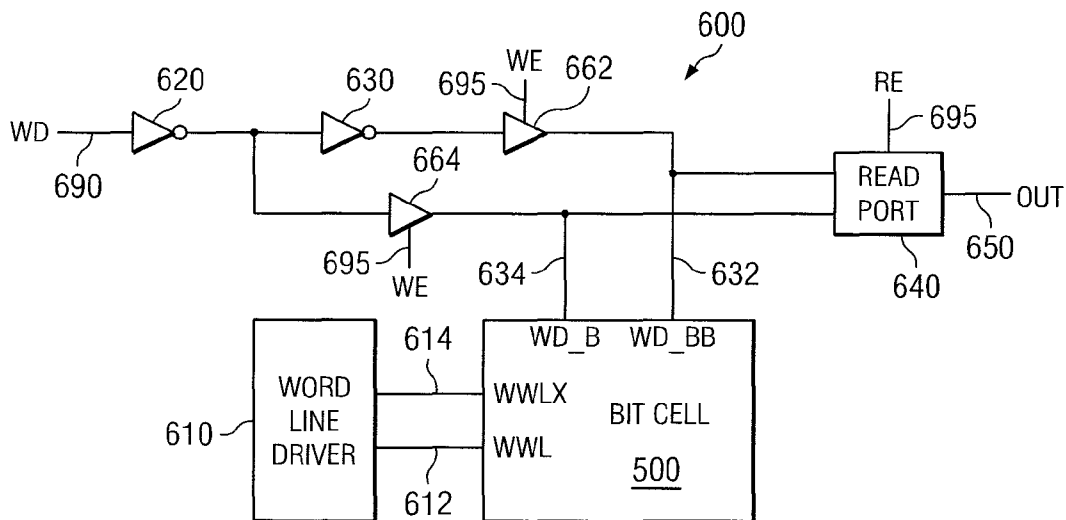 600
WE
620
630
695
662
RE
WD
695
690
664
READ
PORT
OUT
650
695
WE
634
632
640
614
WD_B WD_BB
WORD
LINE
DRIVER
WWLX
BIT CELL
610
WWL
500
612